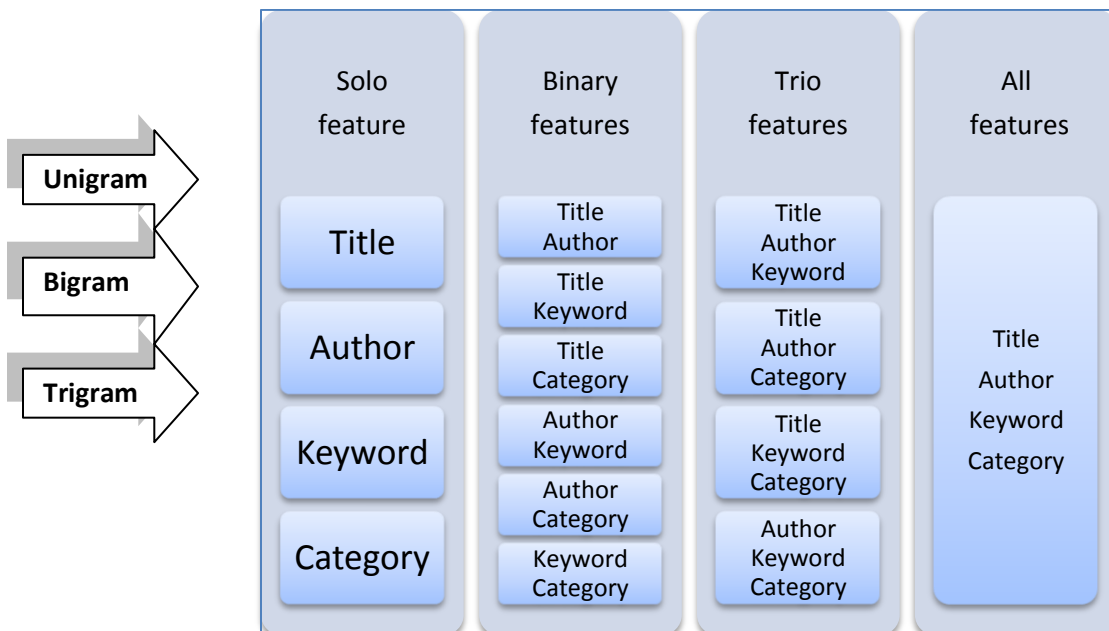 Unigram
Bigram
Trigram
Solo
feature
Title
Author
Keyword
Category
Binary
features
Title
Author
Title
Keyword
Title
Category
Author
Keyword
Author
Category
Keyword
Category
Trio
features
Title
Author
Keyword
Title
Author
Category
Title
Keyword
Category
Author
Keyword
Category
All
features
Title
Author
Keyword
Category